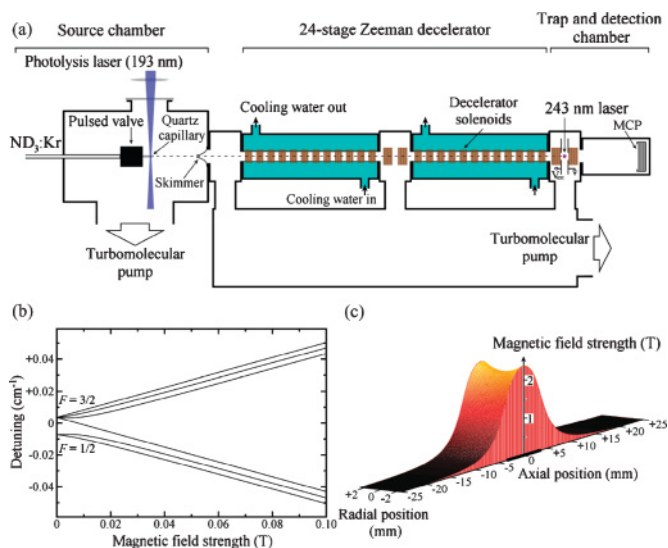 (a)
Source chamber
24-stage Zeeman decelerator
Trap and detection
chamber
Photolysis laser (193 nm)
Pulsed valve
Quartz
capillary
Cooling water out
Decelerator
solenoids
243 nm laser
MCP
ND3:Kr
Skimmer
Cooling water in
Turbomolecular
pump
Turbomolecular
pump
(b)
Detuning (cm-1)
+0.04
+0.02
0
-0.02
-0.04
F = 3/2
F = 1/2
0
0.02
0.04
0.06
0.08
0.10
Magnetic field strength (T)
(c)
Magnetic field strength (T)
2
1
+2
0
-2
Radial position
(mm)
-25
-20
-15
-10
-5
0
+5
+10
+15
+20
+25
Axial position (mm)